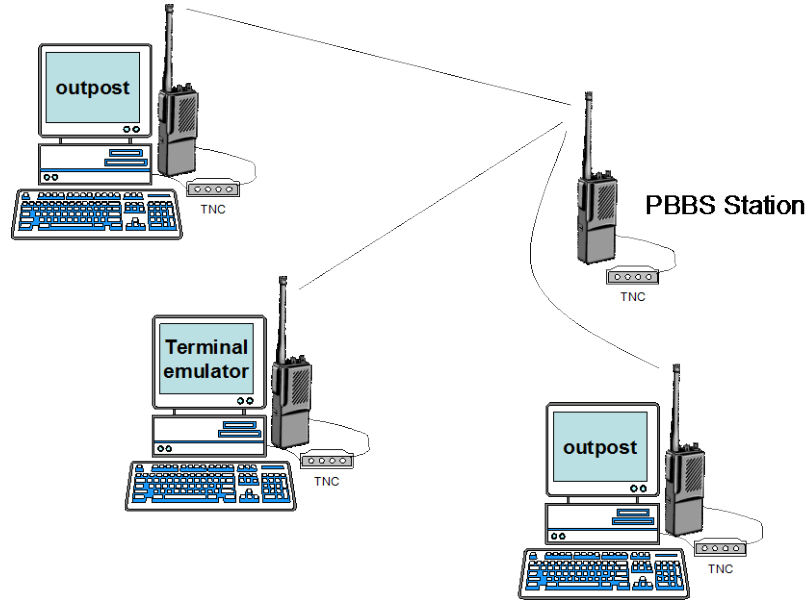 outpost
TNC
PBBS Station
TNC
Terminal
emulator
TNC
outpost
TNC